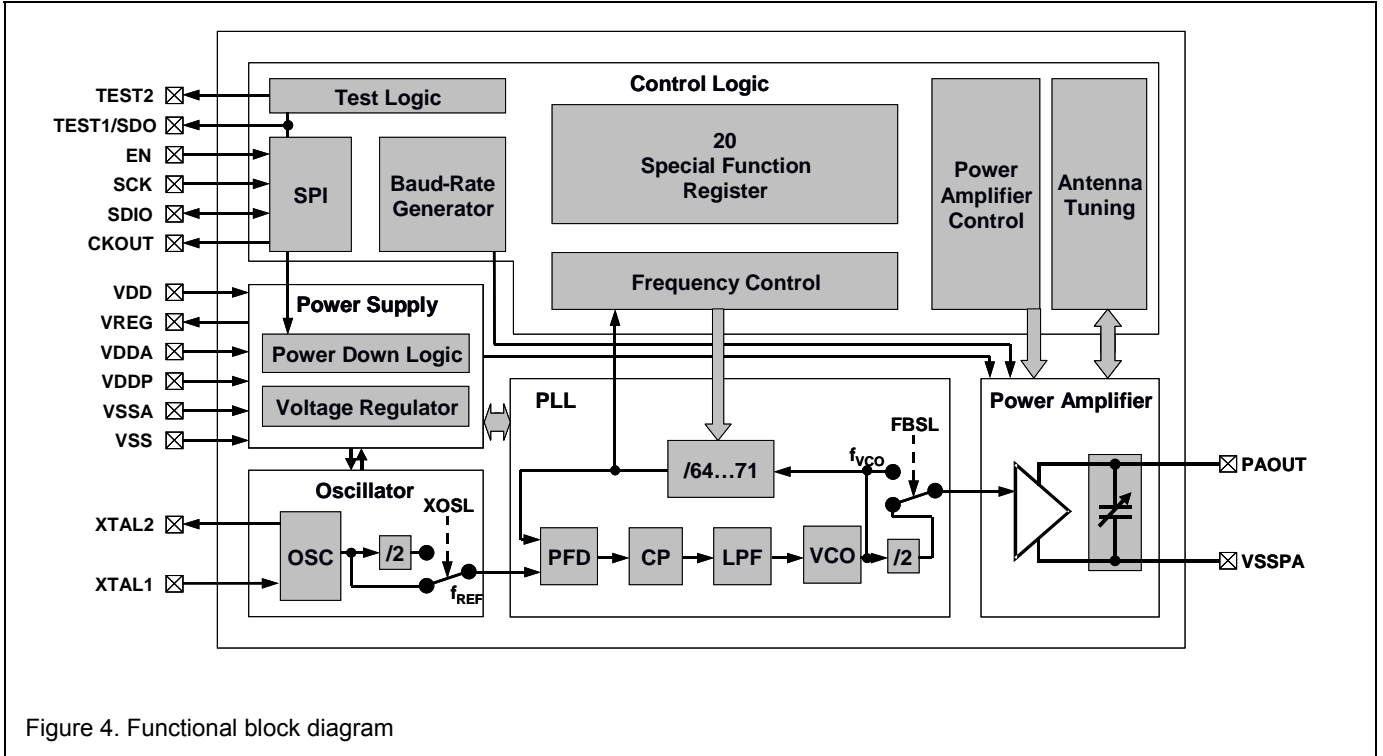 TEST2
TEST1/SDO
EN
SCK
SDIO
CKOUT
VDD
VREG
VDDA
VDDP
VSSA
VSS
XTAL2
XTAL1
Control Logic
Test Logic
SPI
Baud-Rate
Generator
20
Special Function
Register
Frequency Control
Power
Amplifier
Control
Antenna
Tuning
Power Supply
Power Down Logic
Voltage Regulator
Oscillator
XOSL
OSC
/2
fREF
PLL
/64...71
fVCO
FBSL
PFD
CP
LPF
VCO
/2
Power Amplifier
PAOUT
VSSPA
Figure 4. Functional block diagram